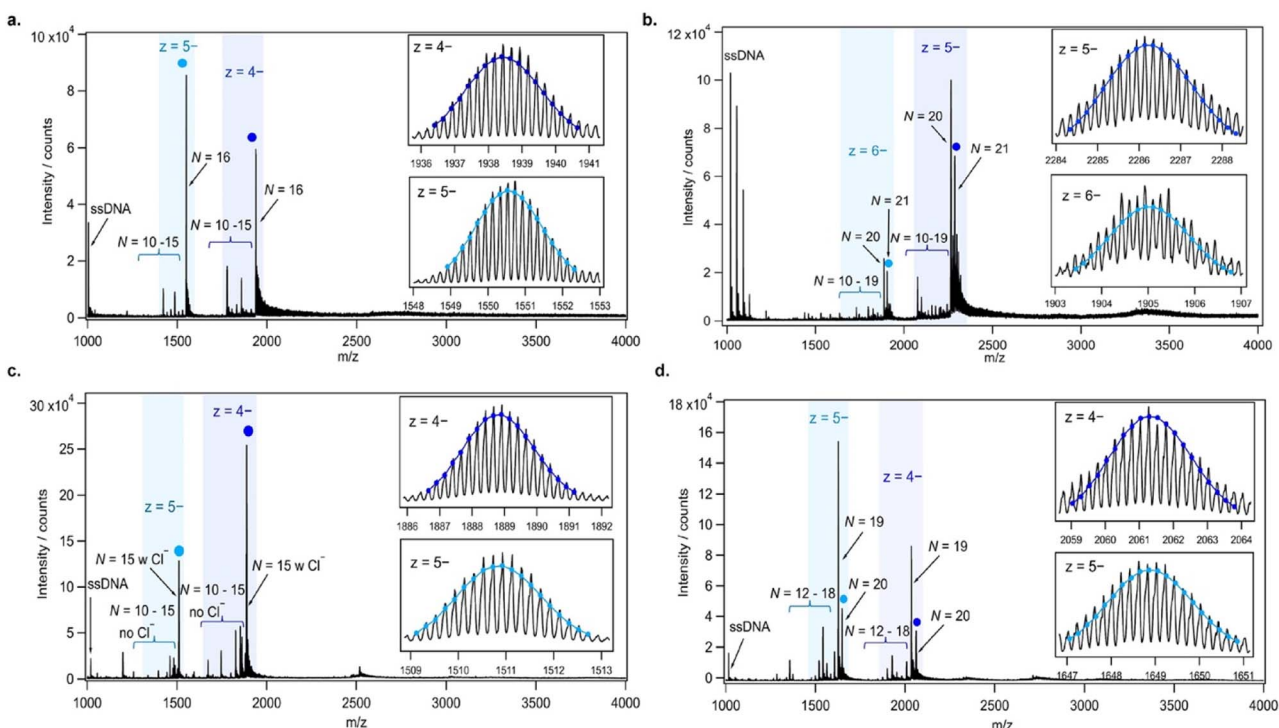 a.
10 x10⁴
8
6
4
2
0
Intensity / counts
1000 1500 2000 2500 3000 3500 4000
m/z
z = 5−
z = 4−
N = 16
N = 16
ssDNA
N = 10 -15
N = 10 -15
z = 4−
1936 1937 1938 1939 1940 1941
z = 5−
1548 1549 1550 1551 1552 1553
b.
12 x10⁴
10
8
6
4
2
0
Intensity / counts
1000 1500 2000 2500 3000 3500 4000
m/z
ssDNA
z = 5−
z = 6−
N = 20
N = 21
N = 21
N = 20
N = 10-19
N = 10 - 19
z = 5−
2284 2285 2286 2287 2288
z = 6−
1903 1904 1905 1906 1907
c.
30 x10⁴
25
20
15
10
5
0
Intensity / counts
1000 1500 2000 2500 3000 3500 4000
m/z
z = 4−
z = 5−
N = 15 w Cl⁻
N = 15 w Cl⁻
ssDNA
N = 10 - 15
no Cl⁻
N = 10 - 15
no Cl⁻
z = 4−
1886 1887 1888 1889 1890 1891 1892
z = 5−
1509 1510 1511 1512 1513
d.
18 x10⁴
16
14
12
10
8
6
4
2
0
Intensity / counts
1000 1500 2000 2500 3000 3500 4000
m/z
z = 5−
z = 4−
N = 19
N = 19
N = 20
N = 12 - 18
N = 12 - 18
N = 20
ssDNA
z = 4−
2059 2060 2061 2062 2063 2064
z = 5−
1647 1648 1649 1650 1651